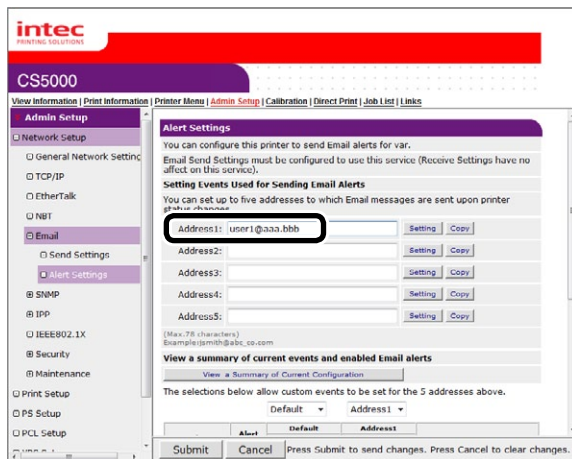 intec
PRINTING SOLUTIONS
CS5000
View Information | Print Information | Printer Menu | Admin Setup | Calibration | Direct Print | Job List | Links
Admin Setup
Network Setup
General Network Setting
TCP/IP
EtherTalk
NBT
Email
Send Settings
Alert Settings
SNMP
IPP
IEEE802.1X
Security
Maintenance
Print Setup
PS Setup
PCL Setup
Alert Settings
You can configure this printer to send Email alerts for var.
Email Send Settings must be configured to use this service (Receive Settings have no
affect on this service).
Setting Events Used for Sending Email Alerts
You can set up to five addresses to which Email messages are sent upon printer
status changes.
Address1: user1@aaa.bbb Setting Copy
Address2: Setting Copy
Address3: Setting Copy
Address4: Setting Copy
Address5: Setting Copy
(Max.78 characters)
Example:jsmith@abc_co.com
View a summary of current events and enabled Email alerts
View a Summary of Current Configuration
The selections below allow custom events to be set for the 5 addresses above.
Default Address1
Alert Default Address1
Submit Cancel Press Submit to send changes. Press Cancel to clear changes.